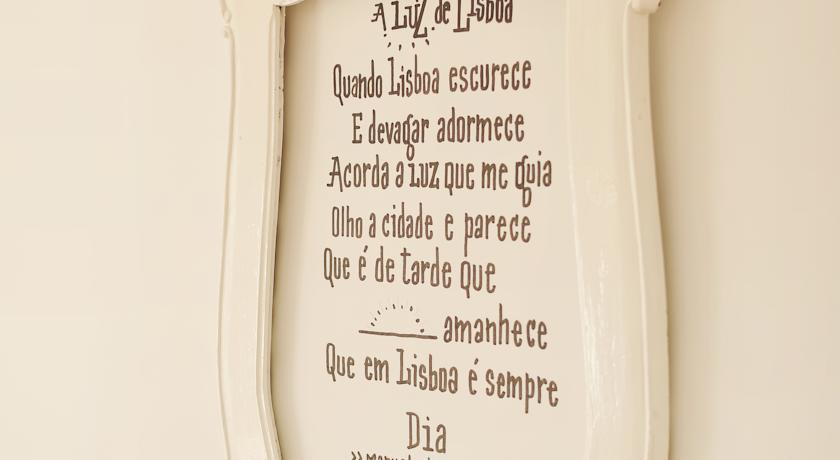 A LUZ de Lisboa
Quando Lisboa escurece
E devagar adormece
Acorda a LUZ que me guia
Olho a cidade e parece
Que é de tarde que
amanhece
Que em Lisboa é sempre
Dia